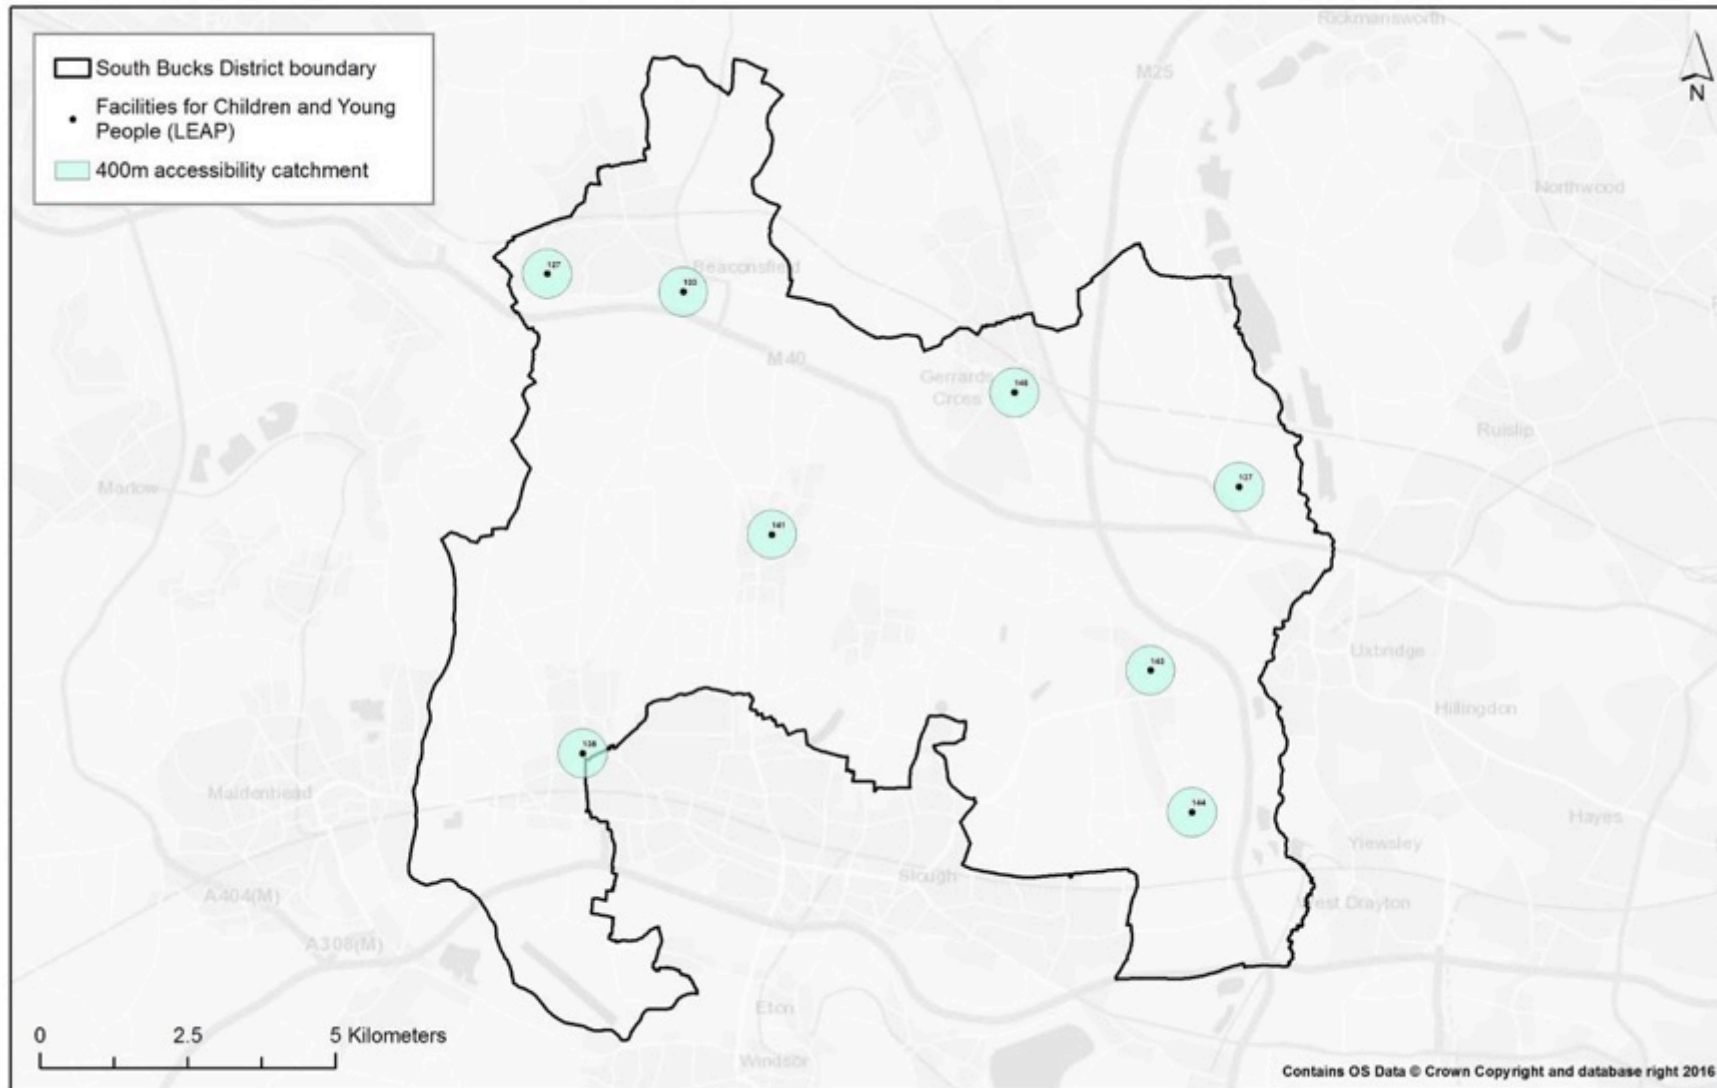 South Bucks District boundary
Facilities for Children and Young
People (LEAP)
400m accessibility catchment
Rickmansworth
M25
N
Northwood
Beaconsfield
M40
Gerrards
Cross
Ruislip
Marlow
141
Uxbridge
Hillingdon
Maidenhead
144
Hayes
Yiewsley
Slough
West Drayton
A404(M)
A308(M)
Eton
Windsor
0 2.5 5 Kilometers
Contains OS Data © Crown Copyright and database right 2016